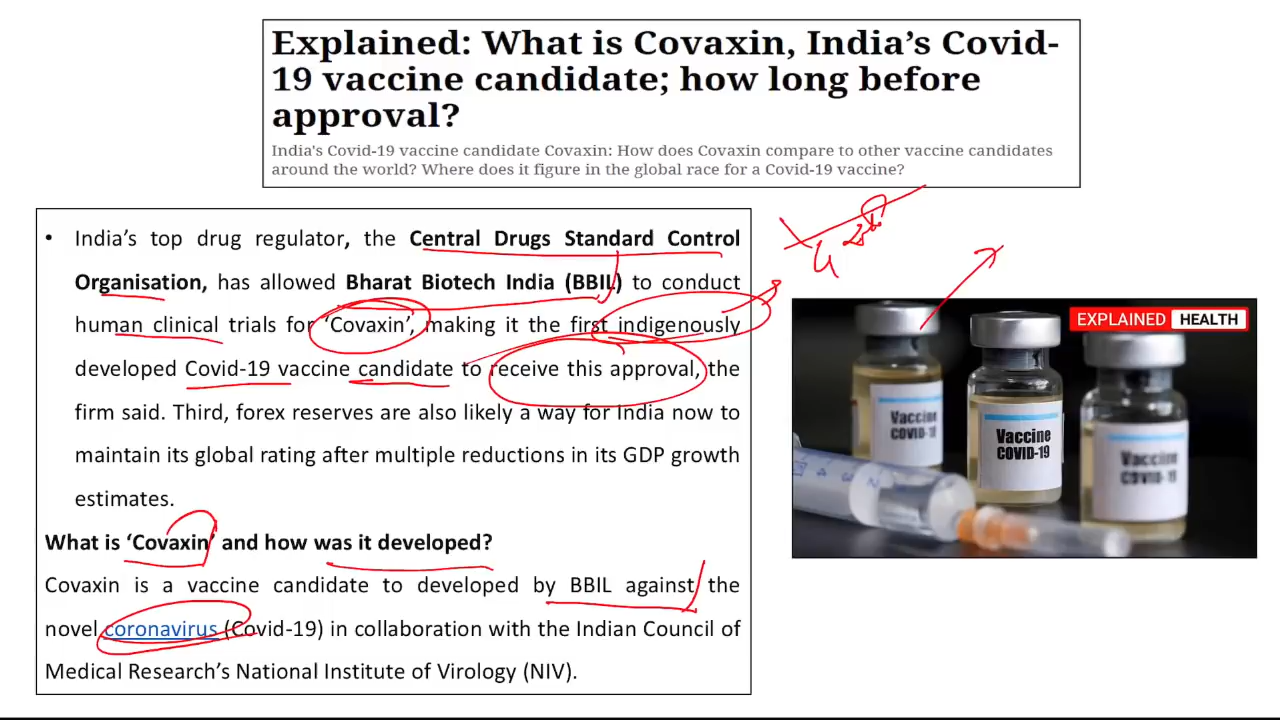 Explained: What is Covaxin, India's Covid-
19 vaccine candidate; how long before
approval?
India's Covid-19 vaccine candidate Covaxin: How does Covaxin compare to other vaccine candidates
around the world? Where does it figure in the global race for a Covid-19 vaccine?
• India's top drug regulator, the Central Drugs Standard Control
Organisation, has allowed Bharat Biotech India (BBIL) to conduct
human clinical trials for 'Covaxin', making it the first indigenously
developed Covid-19 vaccine candidate to receive this approval, the
firm said. Third, forex reserves are also likely a way for India now to
maintain its global rating after multiple reductions in its GDP growth
estimates.
What is 'Covaxin' and how was it developed?
Covaxin is a vaccine candidate to developed by BBIL against the
novel coronavirus (Covid-19) in collaboration with the Indian Council of
Medical Research's National Institute of Virology (NIV).
EXPLAINED HEALTH
Vaccine
COVID-19
Vaccine
COVID-19
Vaccine
COVID-19